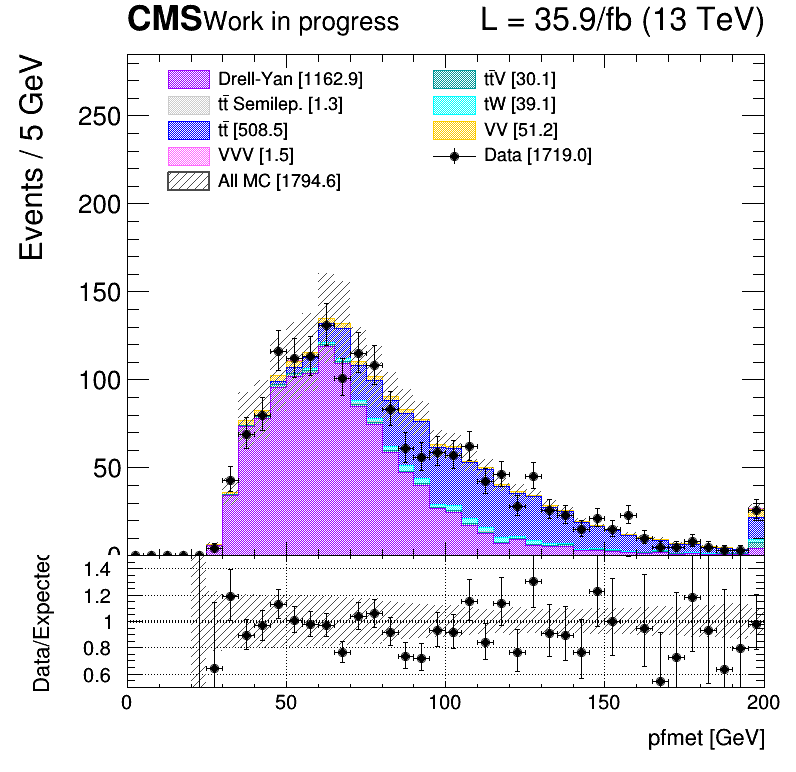 CMS Work in progress L = 35.9/fb (13 TeV)
Events / 5 GeV
Drell-Yan [1162.9]
tt̄ Semilep. [1.3]
tt̄ [508.5]
VVV [1.5]
All MC [1794.6]
tt̄V [30.1]
tW [39.1]
VV [51.2]
Data [1719.0]
250
200
150
100
50
0
Data/Expected
1.4
1.2
1
0.8
0.6
0 50 100 150 200
pfmet [GeV]